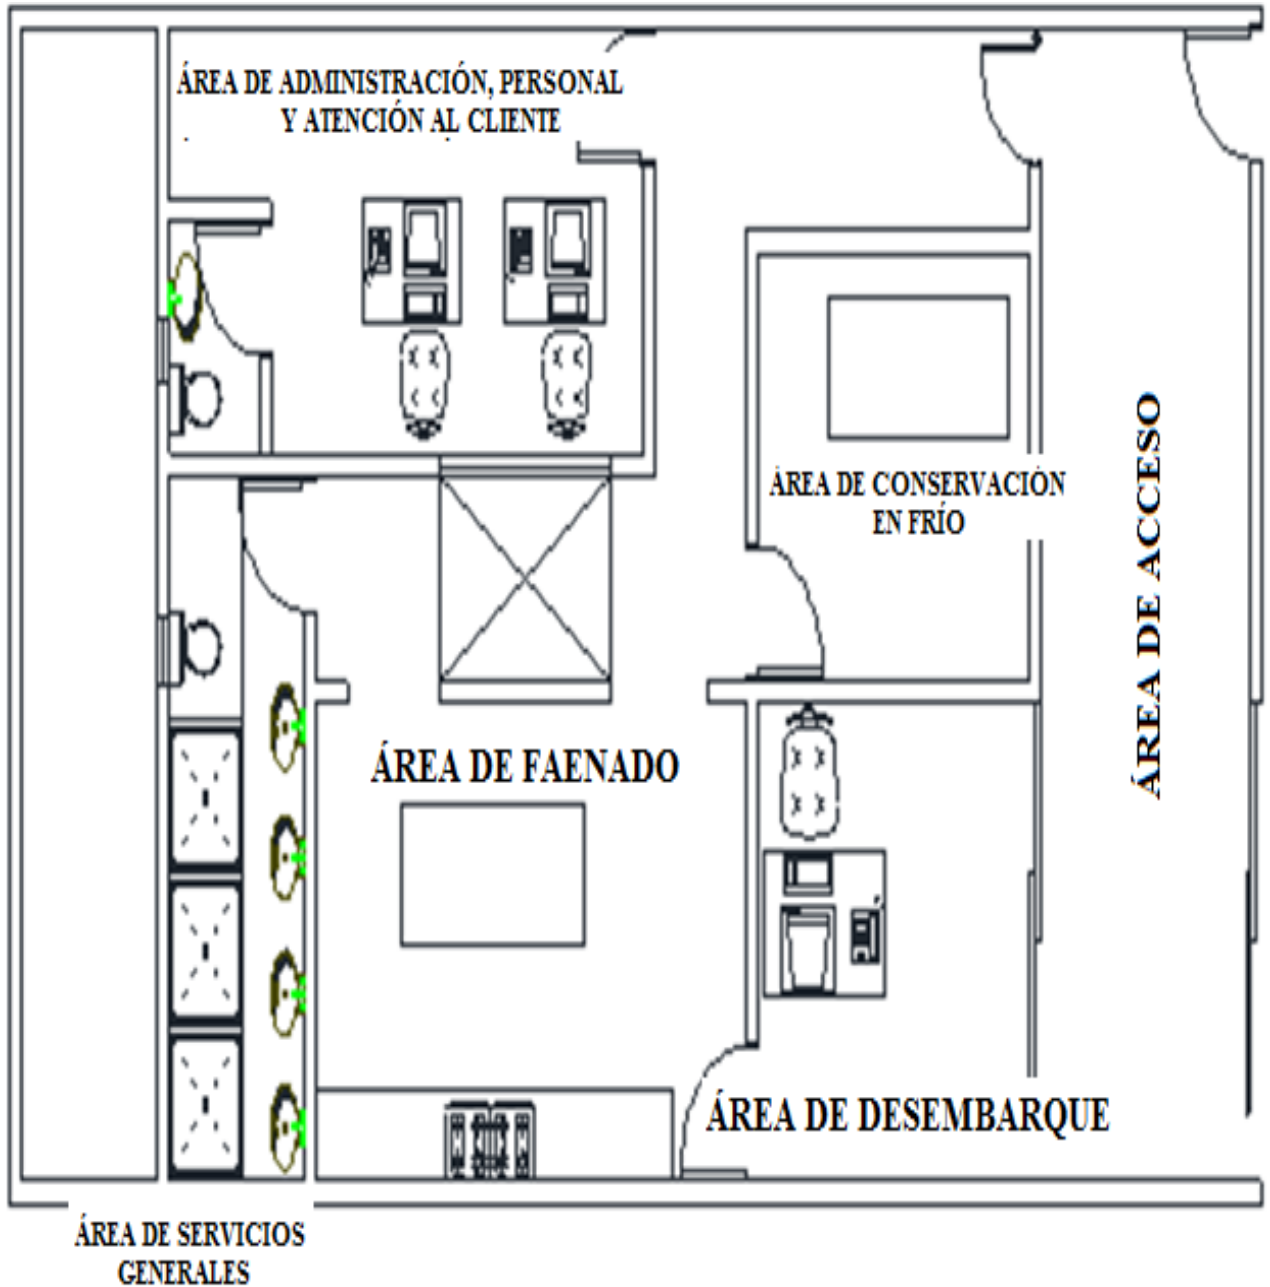 ÁREA DE ADMINISTRACIÓN, PERSONAL
Y ATENCIÓN AL CLIENTE
ÁREA DE CONSERVACIÓN
EN FRÍO
ÁREA DE ACCESO
ÁREA DE FAENADO
ÁREA DE DESEMBARQUE
ÁREA DE SERVICIOS
GENERALES